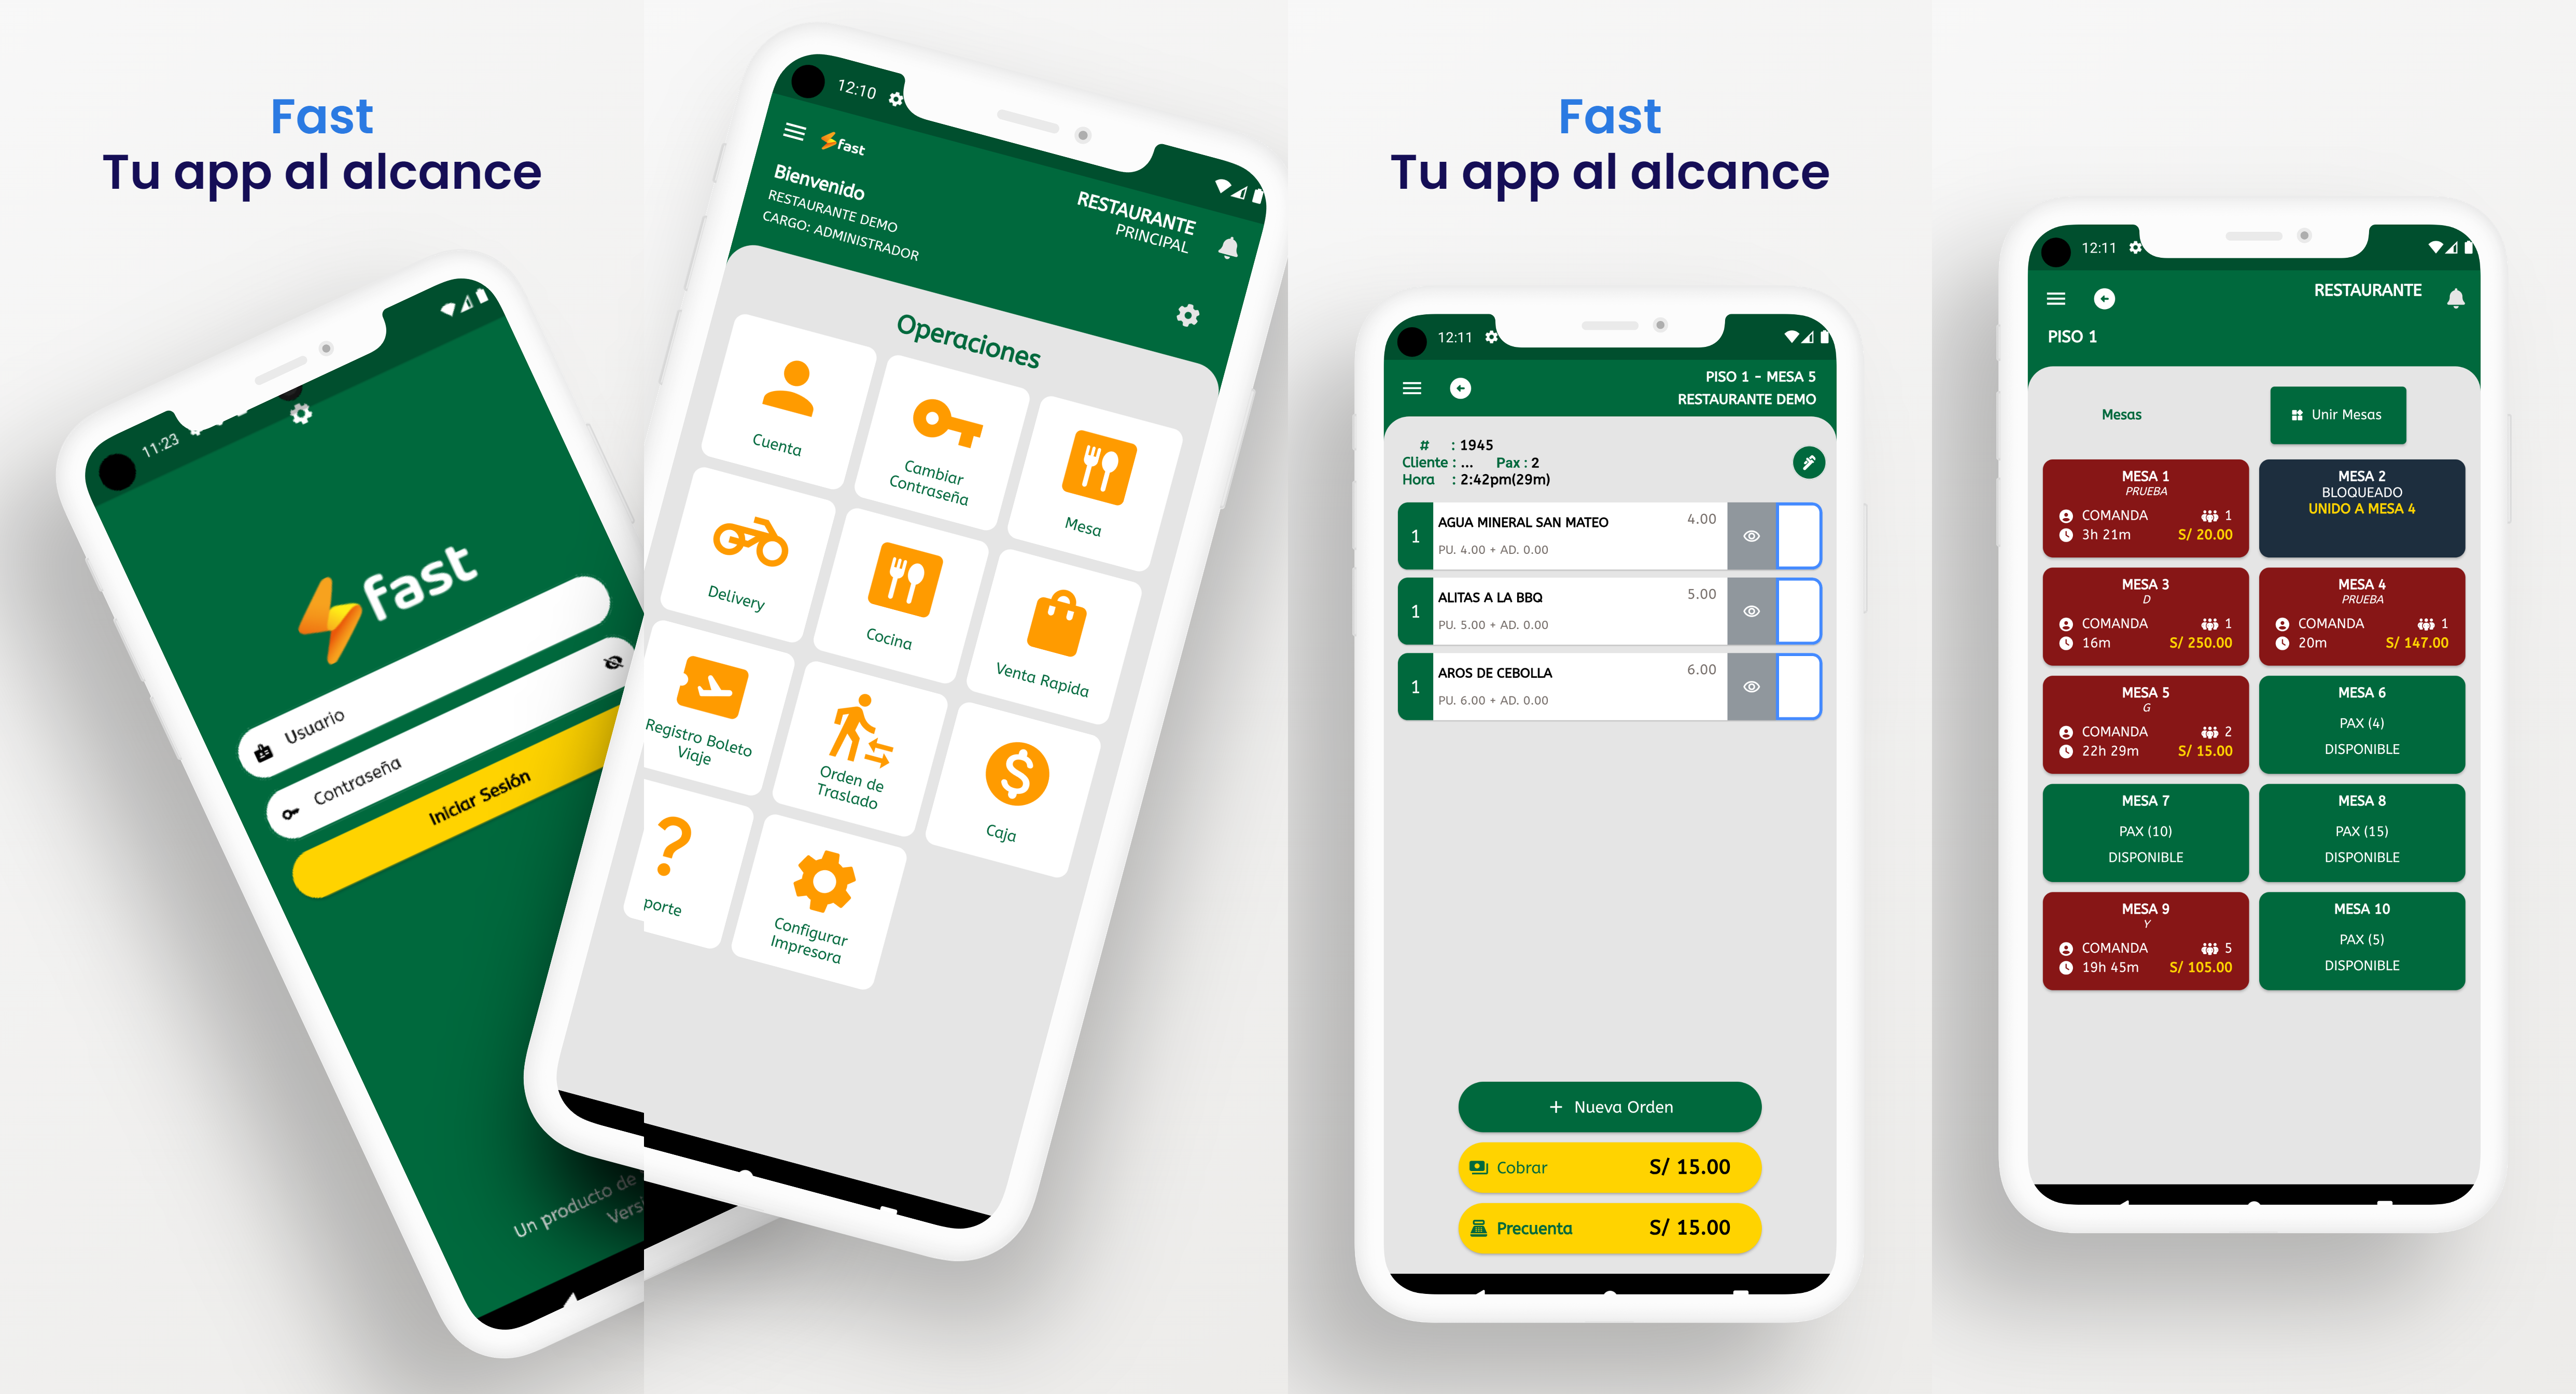 Fast
Tu app al alcance
11:23
fast
Usuario
Contraseña
Iniciar Sesión
Un producto de
12:10
fast
Bienvenido
RESTAURANTE DEMO
CARGO: ADMINISTRADOR
RESTAURANTE
PRINCIPAL
Operaciones
Cuenta
Cambiar
Contraseña
Mesa
Delivery
Cocina
Venta Rapida
Registro Boleto
Viaje
Orden de
Traslado
Caja
porte
Configurar
Impresora
Fast
Tu app al alcance
12:11
PISO 1 - MESA 5
RESTAURANTE DEMO
# : 1945
Cliente : ... Pax : 2
Hora : 2:42pm(29m)
1 AGUA MINERAL SAN MATEO 4.00
PU. 4.00 + AD. 0.00
1 ALITAS A LA BBQ 5.00
PU. 5.00 + AD. 0.00
1 AROS DE CEBOLLA 6.00
PU. 6.00 + AD. 0.00
+ Nueva Orden
Cobrar S/ 15.00
Precuenta S/ 15.00
12:11
RESTAURANTE
PISO 1
Mesas
Unir Mesas
MESA 1
PRUEBA
COMANDA 1
3h 21m S/ 20.00
MESA 2
BLOQUEADO
UNIDO A MESA 4
MESA 3
D
COMANDA 1
16m S/ 250.00
MESA 4
PRUEBA
COMANDA 1
20m S/ 147.00
MESA 5
G
COMANDA 2
22h 29m S/ 15.00
MESA 6
PAX (4)
DISPONIBLE
MESA 7
PAX (10)
DISPONIBLE
MESA 8
PAX (15)
DISPONIBLE
MESA 9
Y
COMANDA 5
19h 45m S/ 105.00
MESA 10
PAX (5)
DISPONIBLE